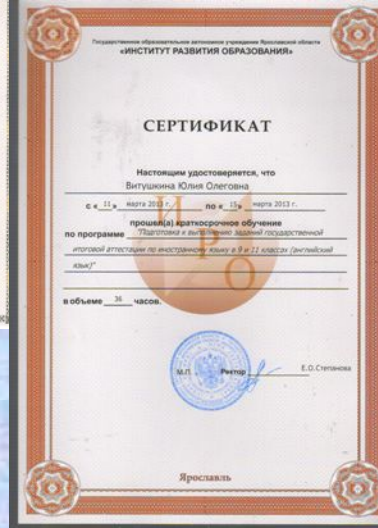 Государственное образовательное автономное учреждение Ярославской области
«ИНСТИТУТ РАЗВИТИЯ ОБРАЗОВАНИЯ»
СЕРТИФИКАТ
Настоящим удостоверяется, что
Витушкина Юлия Олеговна
с « 11 » марта 2013 г. по « 15 » марта 2013 г.
прошел(а) краткосрочное обучение
по программе "Подготовка к выполнению заданий государственной
итоговой аттестации по иностранному языку в 9 и 11 классах (английский
язык)"
ИРО
в объеме 36 часов.
М.П. Ректор Е.О.Степанова
Ярославль